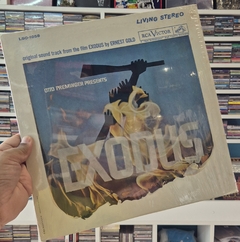 LIVING STEREO
RCA VICTOR
original sound track from the film EXODUS by ERNEST GOLD
OTTO PREMINGER PRESENTS
EXODUS